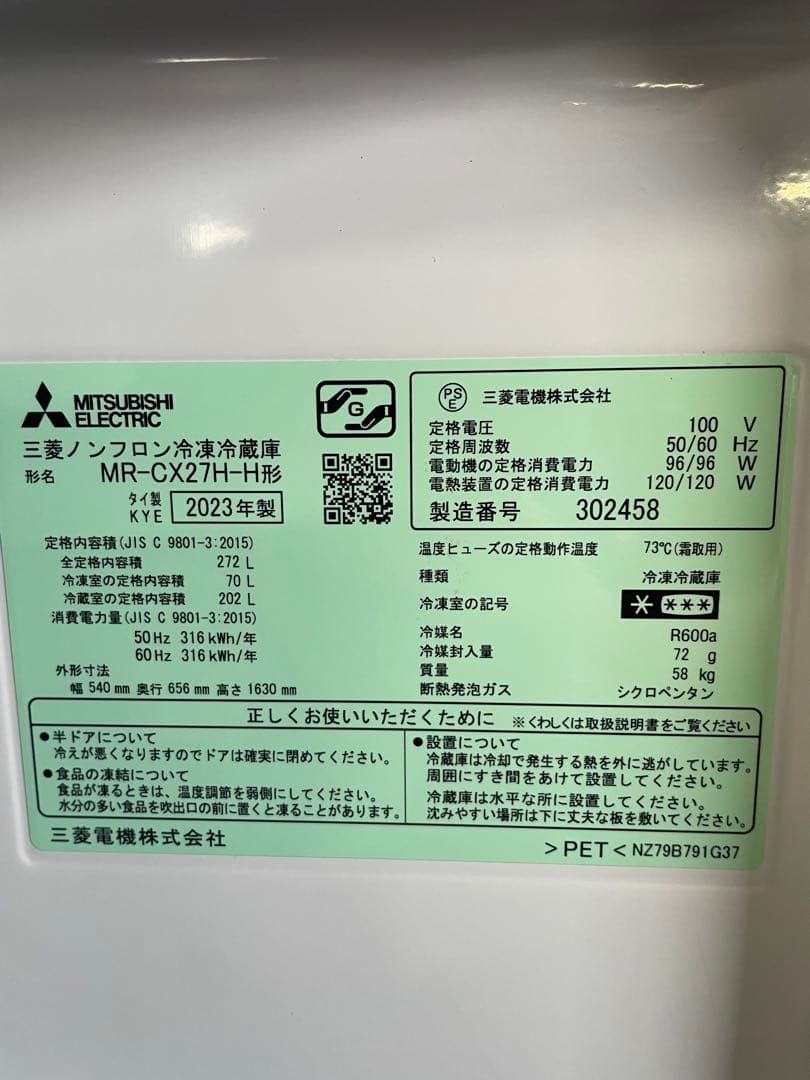 MITSUBISHI
ELECTRIC
G
三菱ノンフロン冷凍冷蔵庫
形名 MR-CX27H-H形
タイ製
KYE 2023年製
定格内容積(JIS C 9801-3:2015)
全定格内容積 272 L
冷凍室の定格内容積 70 L
冷蔵室の定格内容積 202 L
消費電力量(JIS C 9801-3:2015)
50Hz 316kWh/年
60Hz 316kWh/年
外形寸法
幅 540mm 奥行 656mm 高さ 1630mm
PSE 三菱電機株式会社
定格電圧 100 V
定格周波数 50/60 Hz
電動機の定格消費電力 96/96 W
電熱装置の定格消費電力 120/120 W
製造番号 302458
温度ヒューズの定格動作温度 73℃(霜取用)
種類 冷凍冷蔵庫
冷凍室の記号 * ***
冷媒名 R600a
冷媒封入量 72 g
質量 58 kg
断熱発泡ガス シクロペンタン
正しくお使いいただくために ※くわしくは取扱説明書をご覧ください
●半ドアについて
冷えが悪くなりますのでドアは確実に閉めてください。
●食品の凍結について
食品が凍るときは、温度調節を弱側にしてください。
水分の多い食品を吹出口の前に置くと凍ることがあります。
●設置について
冷蔵庫は冷却で発生する熱を外に逃がしています。
周囲にすき間をあけて設置してください。
冷蔵庫は水平な所に設置してください。
沈みやすい場所は下に丈夫な板を敷いてください。
三菱電機株式会社
>PET< NZ79B791G37